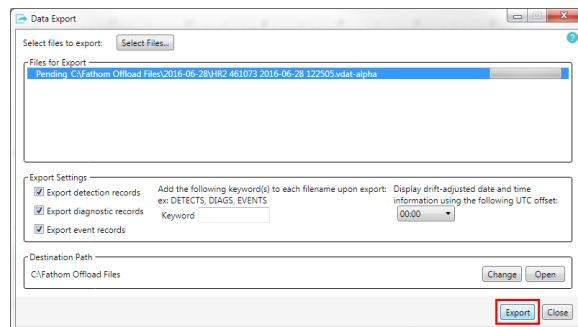 Data Export
Select files to export: Select Files...
?
Files for Export
Pending C:\Fathom Offload Files\2016-06-28\HR2 461073 2016-06-28 122505.vdat-alpha
Export Settings
Export detection records
Export diagnostic records
Export event records
Add the following keyword(s) to each filename upon export:
ex: DETECTS, DIAGS, EVENTS
Keyword
Display drift-adjusted date and time
information using the following UTC offset:
00:00
Destination Path
C:\Fathom Offload Files
Change Open
Export Close